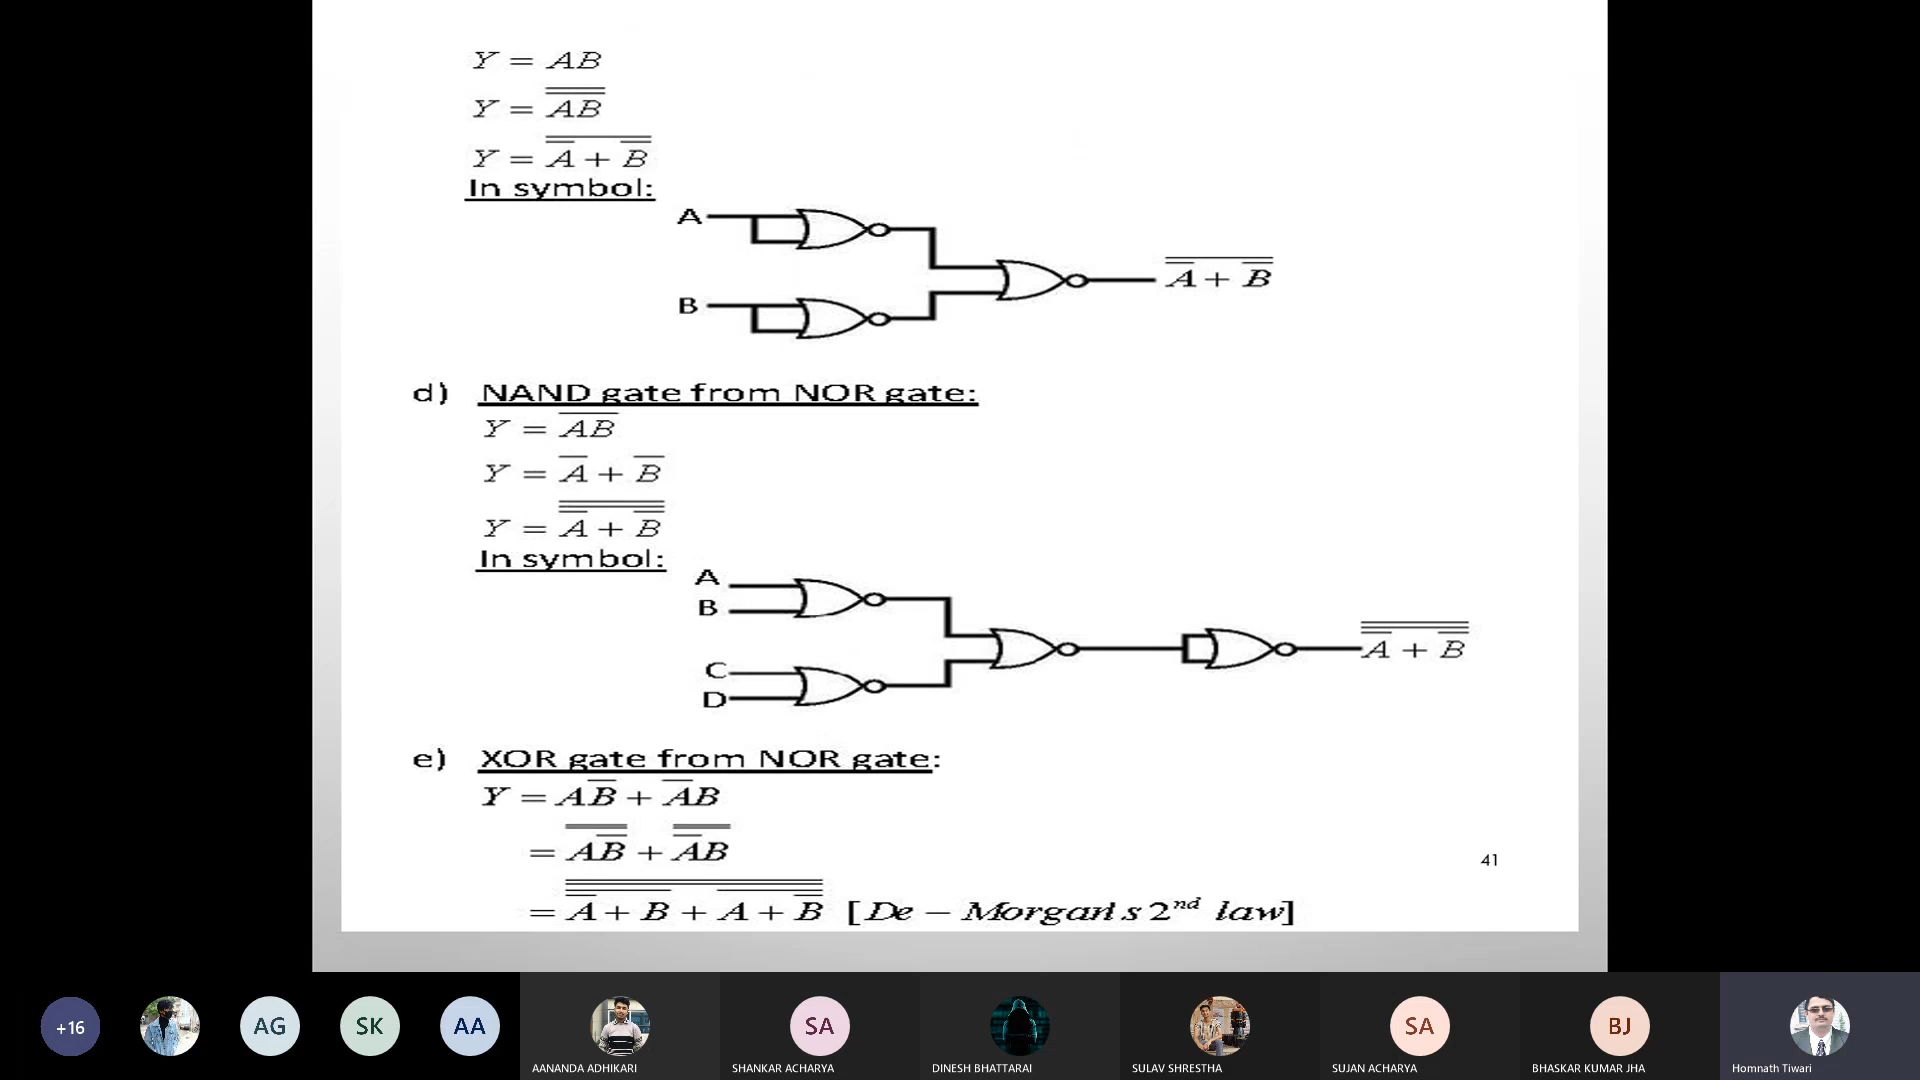 Y = AB
Y = \overline{\overline{AB}}
Y = \overline{\overline{A} + \overline{B}}
In symbol:
A
B
\overline{\overline{A} + \overline{B}}
d) NAND gate from NOR gate:
Y = \overline{AB}
Y = \overline{A} + \overline{B}
Y = \overline{\overline{\overline{A} + \overline{B}}}
In symbol:
A
B
C
D
\overline{\overline{\overline{A} + \overline{B}}}
e) XOR gate from NOR gate:
Y = A\overline{B} + \overline{A}B
= \overline{\overline{A\overline{B}}} + \overline{\overline{\overline{A}B}}
= \overline{\overline{\overline{\overline{A} + B} + \overline{A + \overline{B}}}} [De – Morgan's 2nd law]
41
+16
AG
SK
AA
AANANDA ADHIKARI
SA
SHANKAR ACHARYA
DINESH BHATTARAI
SULAV SHRESTHA
SA
SUJAN ACHARYA
BJ
BHASKAR KUMAR JHA
Homnath Tiwari